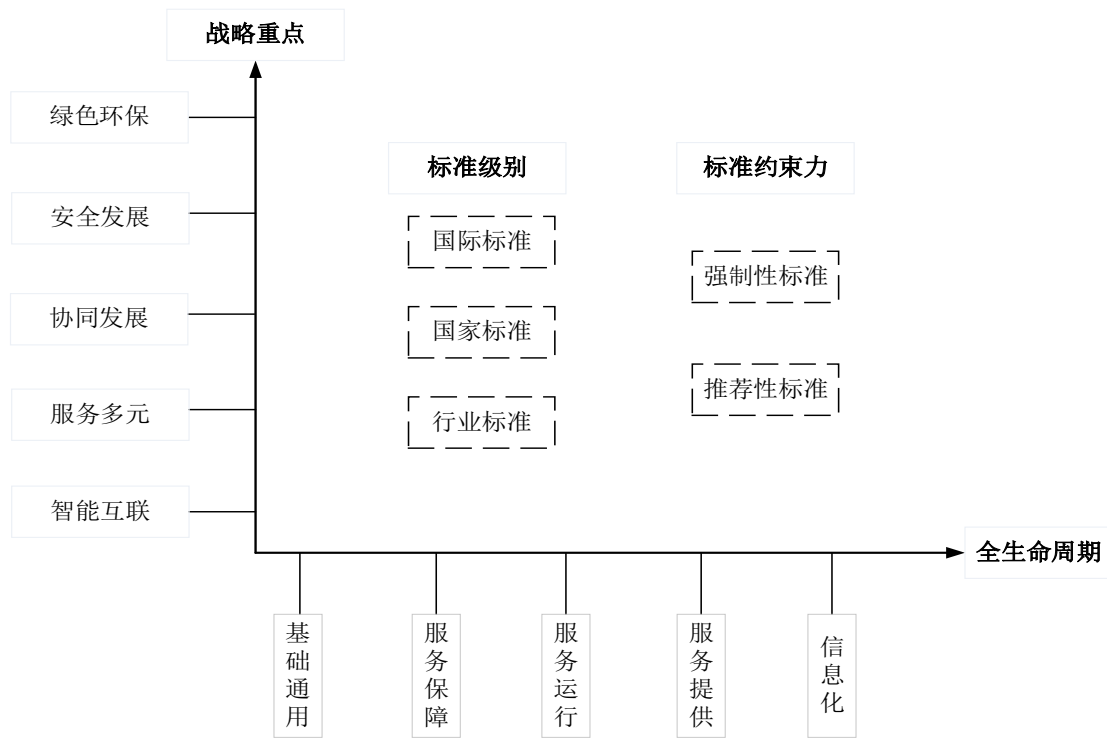 战略重点
绿色环保
安全发展
协同发展
服务多元
智能互联
标准级别
国际标准
国家标准
行业标准
标准约束力
强制性标准
推荐性标准
全生命周期
基础通用
服务保障
服务运行
服务提供
信息化